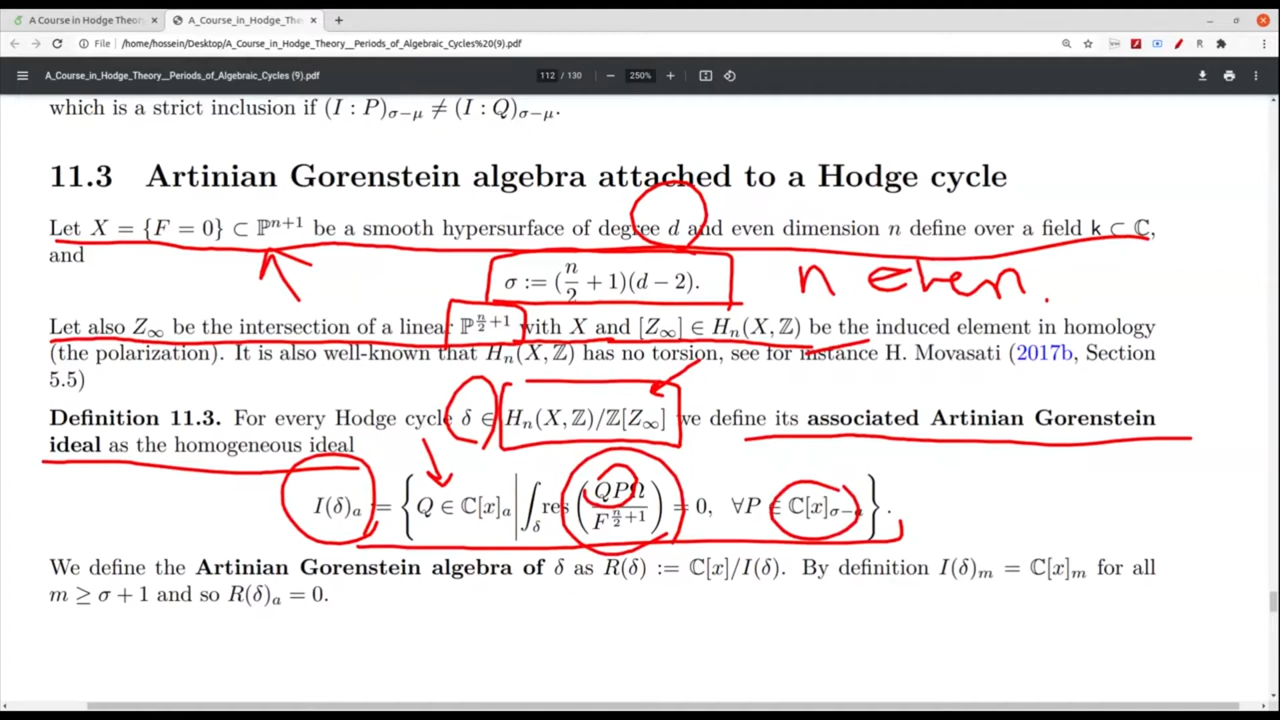 A Course in Hodge Theory
A_Course_in_Hodge_The
File /home/hossein/Desktop/A_Course_in_Hodge_Theory__Periods_of_Algebraic_Cycles%20(9).pdf
A_Course_in_Hodge_Theory__Periods_of_Algebraic_Cycles (9).pdf 112 / 130 250%
which is a strict inclusion if (I : P)_{σ−μ} ≠ (I : Q)_{σ−μ}.
11.3 Artinian Gorenstein algebra attached to a Hodge cycle
Let X = {F = 0} ⊂ ℙ^{n+1} be a smooth hypersurface of degree d and even dimension n define over a field k ⊂ ℂ,
and
σ := (n/2 + 1)(d − 2).
n even.
Let also Z_∞ be the intersection of a linear ℙ^{n/2+1} with X and [Z_∞] ∈ H_n(X, ℤ) be the induced element in homology
(the polarization). It is also well-known that H_n(X, ℤ) has no torsion, see for instance H. Movasati (2017b, Section
5.5)
Definition 11.3. For every Hodge cycle δ ∈ H_n(X, ℤ)/ℤ[Z_∞] we define its associated Artinian Gorenstein
ideal as the homogeneous ideal
I(δ)_a := { Q ∈ ℂ[x]_a | ∫_δ res ( QPΩ / F^{n/2+1} ) = 0, ∀P ∈ ℂ[x]_{σ−a} } .
We define the Artinian Gorenstein algebra of δ as R(δ) := ℂ[x]/I(δ). By definition I(δ)_m = ℂ[x]_m for all
m ≥ σ + 1 and so R(δ)_a = 0.